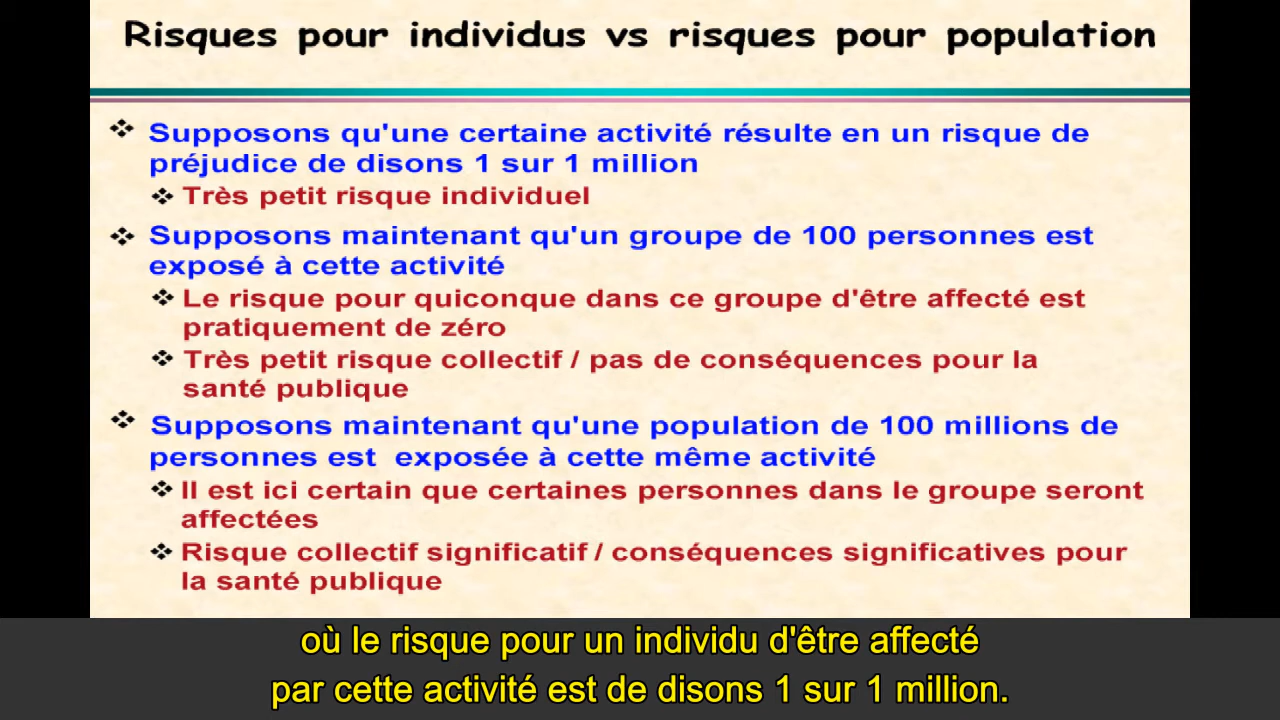 Risques pour individus vs risques pour population
Supposons qu'une certaine activité résulte en un risque de
préjudice de disons 1 sur 1 million
Très petit risque individuel
Supposons maintenant qu'un groupe de 100 personnes est
exposé à cette activité
Le risque pour quiconque dans ce groupe d'être affecté est
pratiquement de zéro
Très petit risque collectif / pas de conséquences pour la
santé publique
Supposons maintenant qu'une population de 100 millions de
personnes est exposée à cette même activité
Il est ici certain que certaines personnes dans le groupe seront
affectées
Risque collectif significatif / conséquences significatives pour
la santé publique
où le risque pour un individu d'être affecté
par cette activité est de disons 1 sur 1 million.